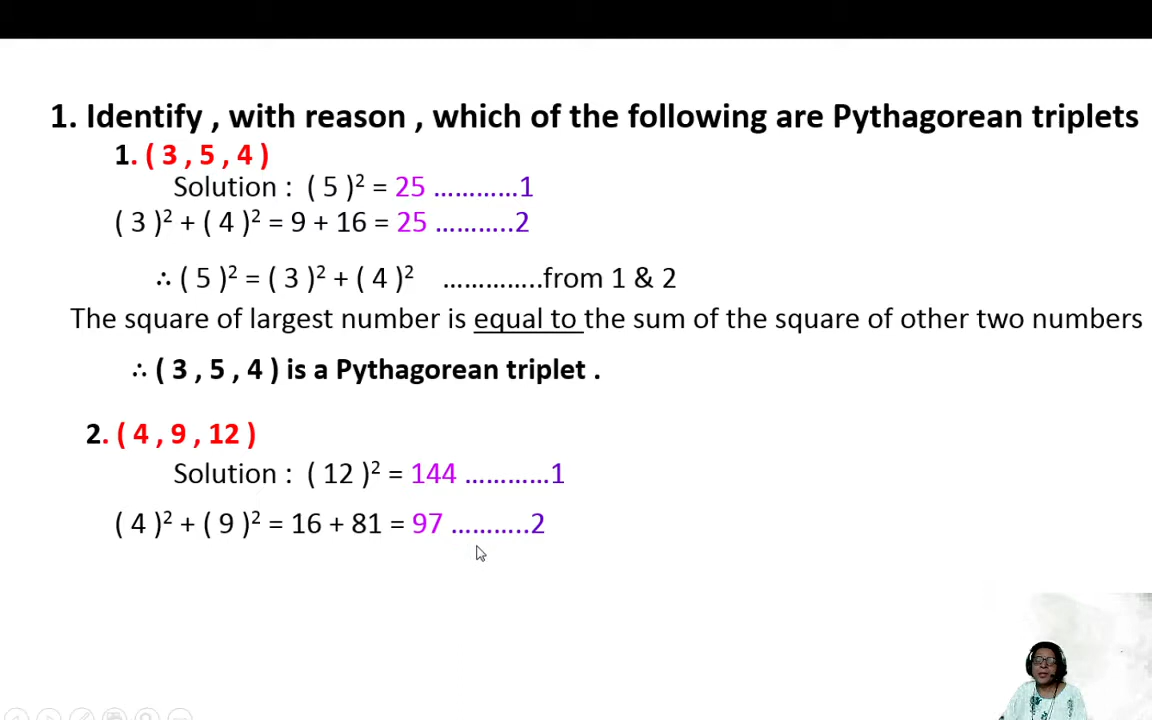 1. Identify , with reason , which of the following are Pythagorean triplets
1. ( 3 , 5 , 4 )
Solution : ( 5 )² = 25 …………1
( 3 )² + ( 4 )² = 9 + 16 = 25 ………..2
∴ ( 5 )² = ( 3 )² + ( 4 )² …………..from 1 & 2
The square of largest number is equal to the sum of the square of other two numbers
∴ ( 3 , 5 , 4 ) is a Pythagorean triplet .
2. ( 4 , 9 , 12 )
Solution : ( 12 )² = 144 …………1
( 4 )² + ( 9 )² = 16 + 81 = 97 ………..2